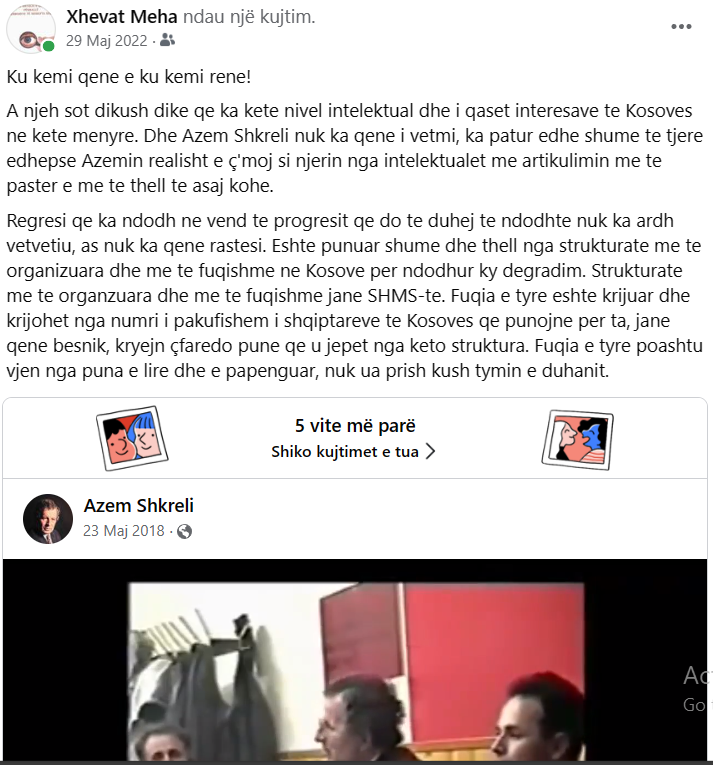 Xhevat Meha ndau një kujtim.
29 Maj 2022 ·
Ku kemi qene e ku kemi rene!
A njeh sot dikush dike qe ka kete nivel intelektual dhe i qaset interesave te Kosoves
ne kete menyre. Dhe Azem Shkreli nuk ka qene i vetmi, ka patur edhe shume te tjere
edhepse Azemin realisht e ç'moj si njerin nga intelektualet me artikulimin me te
paster e me te thell te asaj kohe.
Regresi qe ka ndodh ne vend te progresit qe do te duhej te ndodhte nuk ka ardh
vetvetiu, as nuk ka qene rastesi. Eshte punuar shume dhe thell nga strukturate me te
organizuara dhe me te fuqishme ne Kosove per ndodhur ky degradim. Strukturate
me te organzuara dhe me te fuqishme jane SHMS-te. Fuqia e tyre eshte krijuar dhe
krijohet nga numri i pakufishem i shqiptareve te Kosoves qe punojne per ta, jane
qene besnik, kryejn çfaredo pune qe u jepet nga keto struktura. Fuqia e tyre poashtu
vjen nga puna e lire dhe e papenguar, nuk ua prish kush tymin e duhanit.
5 vite më parë
Shiko kujtimet e tua
Azem Shkreli
23 Maj 2018 ·
Go